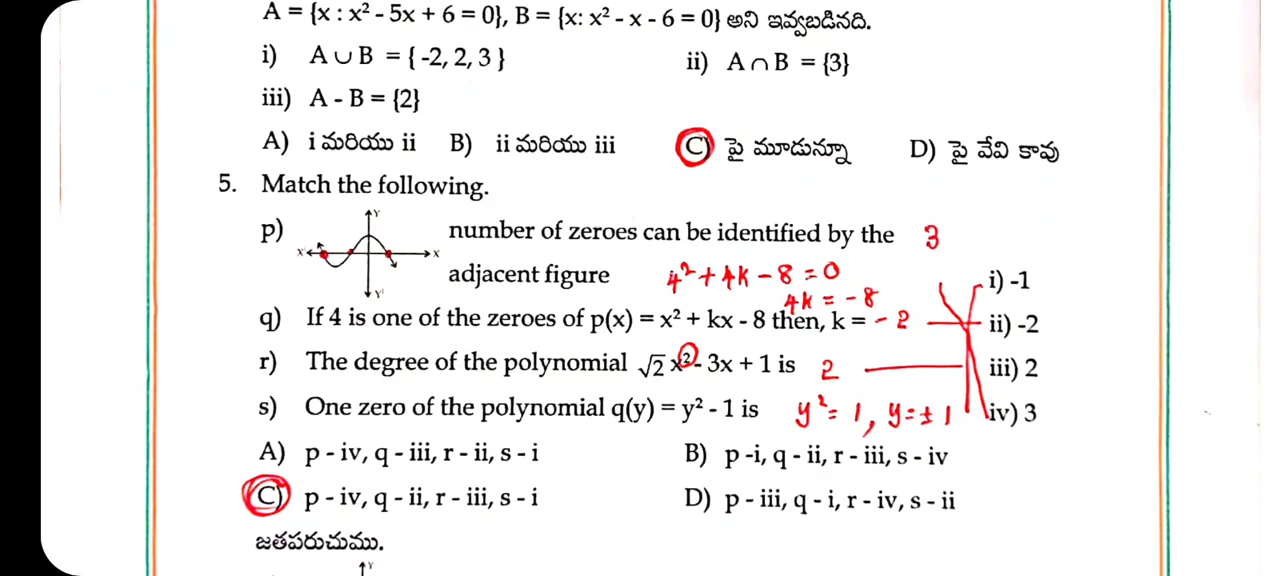 A = {x : x² - 5x + 6 = 0}, B = {x: x² - x - 6 = 0} అని ఇవ్వబడినది.
i) A ∪ B = { -2, 2, 3 } ii) A ∩ B = {3}
iii) A - B = {2}
A) i మరియు ii B) ii మరియు iii C) పై మూడున్నూ D) పై వేవి కావు
5. Match the following.
p) Y X' X Y' number of zeroes can be identified by the 3
adjacent figure 4² + 4k - 8 = 0 i) -1
4k = -8
q) If 4 is one of the zeroes of p(x) = x² + kx - 8 then, k = - 2 ii) -2
r) The degree of the polynomial √2 x² - 3x + 1 is 2 iii) 2
s) One zero of the polynomial q(y) = y² - 1 is y² = 1, y = ± 1 iv) 3
A) p - iv, q - iii, r - ii, s - i B) p -i, q - ii, r - iii, s - iv
C) p - iv, q - ii, r - iii, s - i D) p - iii, q - i, r - iv, s - ii
జతపరుచుము.
Y